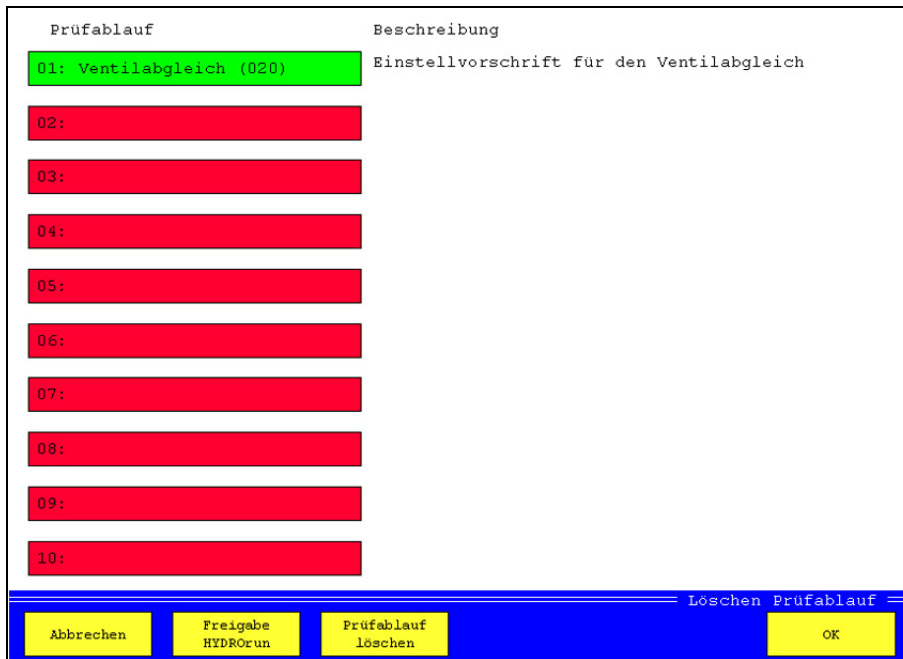 Prüfablauf Beschreibung
01: Ventilabgleich (020) Einstellvorschrift für den Ventilabgleich
02:
03:
04:
05:
06:
07:
08:
09:
10:
Löschen Prüfablauf
Abbrechen
Freigabe
HYDROrun
Prüfablauf
löschen
OK